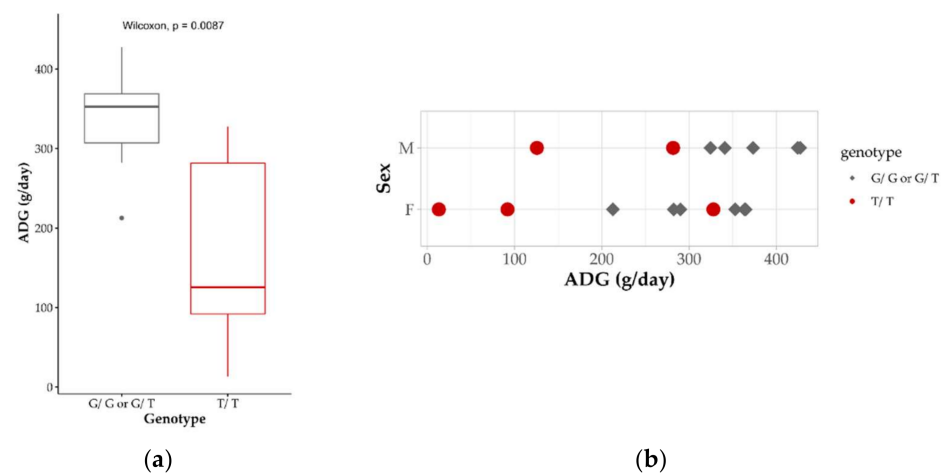 Wilcoxon, p = 0.0087
400
300
200
100
0
ADG (g/day)
G/ G or G/ T
T/ T
Genotype
(a)
M
F
Sex
0
100
200
300
400
ADG (g/day)
genotype
G/ G or G/ T
T/ T
(b)